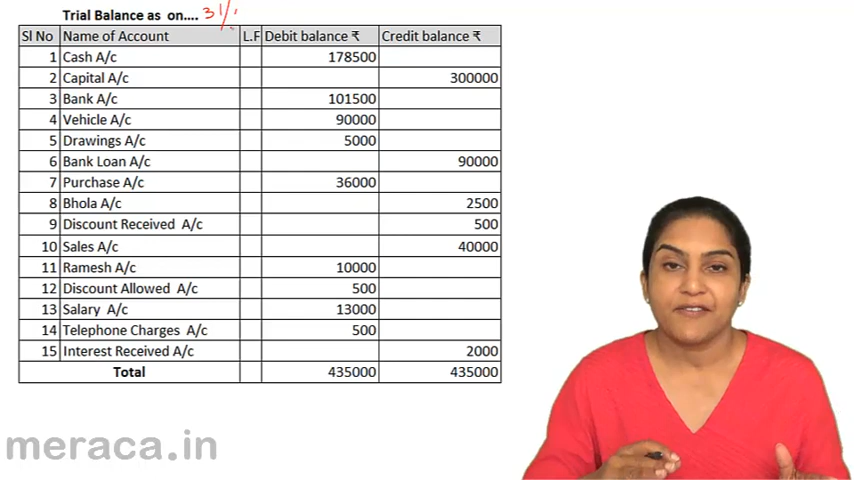 Trial Balance as on.... 31/
Sl No Name of Account L.F Debit balance ₹ Credit balance ₹
1 Cash A/c 178500
2 Capital A/c 300000
3 Bank A/c 101500
4 Vehicle A/c 90000
5 Drawings A/c 5000
6 Bank Loan A/c 90000
7 Purchase A/c 36000
8 Bhola A/c 2500
9 Discount Received A/c 500
10 Sales A/c 40000
11 Ramesh A/c 10000
12 Discount Allowed A/c 500
13 Salary A/c 13000
14 Telephone Charges A/c 500
15 Interest Received A/c 2000
Total 435000 435000
meraca.in